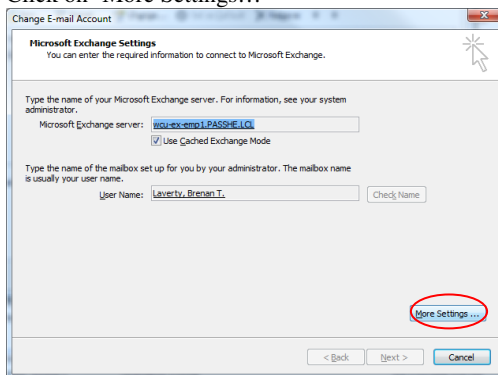 Click on "More Settings…"
Change E-mail Account
Microsoft Exchange Settings
You can enter the required information to connect to Microsoft Exchange.
Type the name of your Microsoft Exchange server. For information, see your system
administrator.
Microsoft Exchange server: wcu-ex-emp1.PASSHE.LCL
Use Cached Exchange Mode
Type the name of the mailbox set up for you by your administrator. The mailbox name
is usually your user name.
User Name: Laverty, Brenan T. Check Name
More Settings ...
< Back Next > Cancel